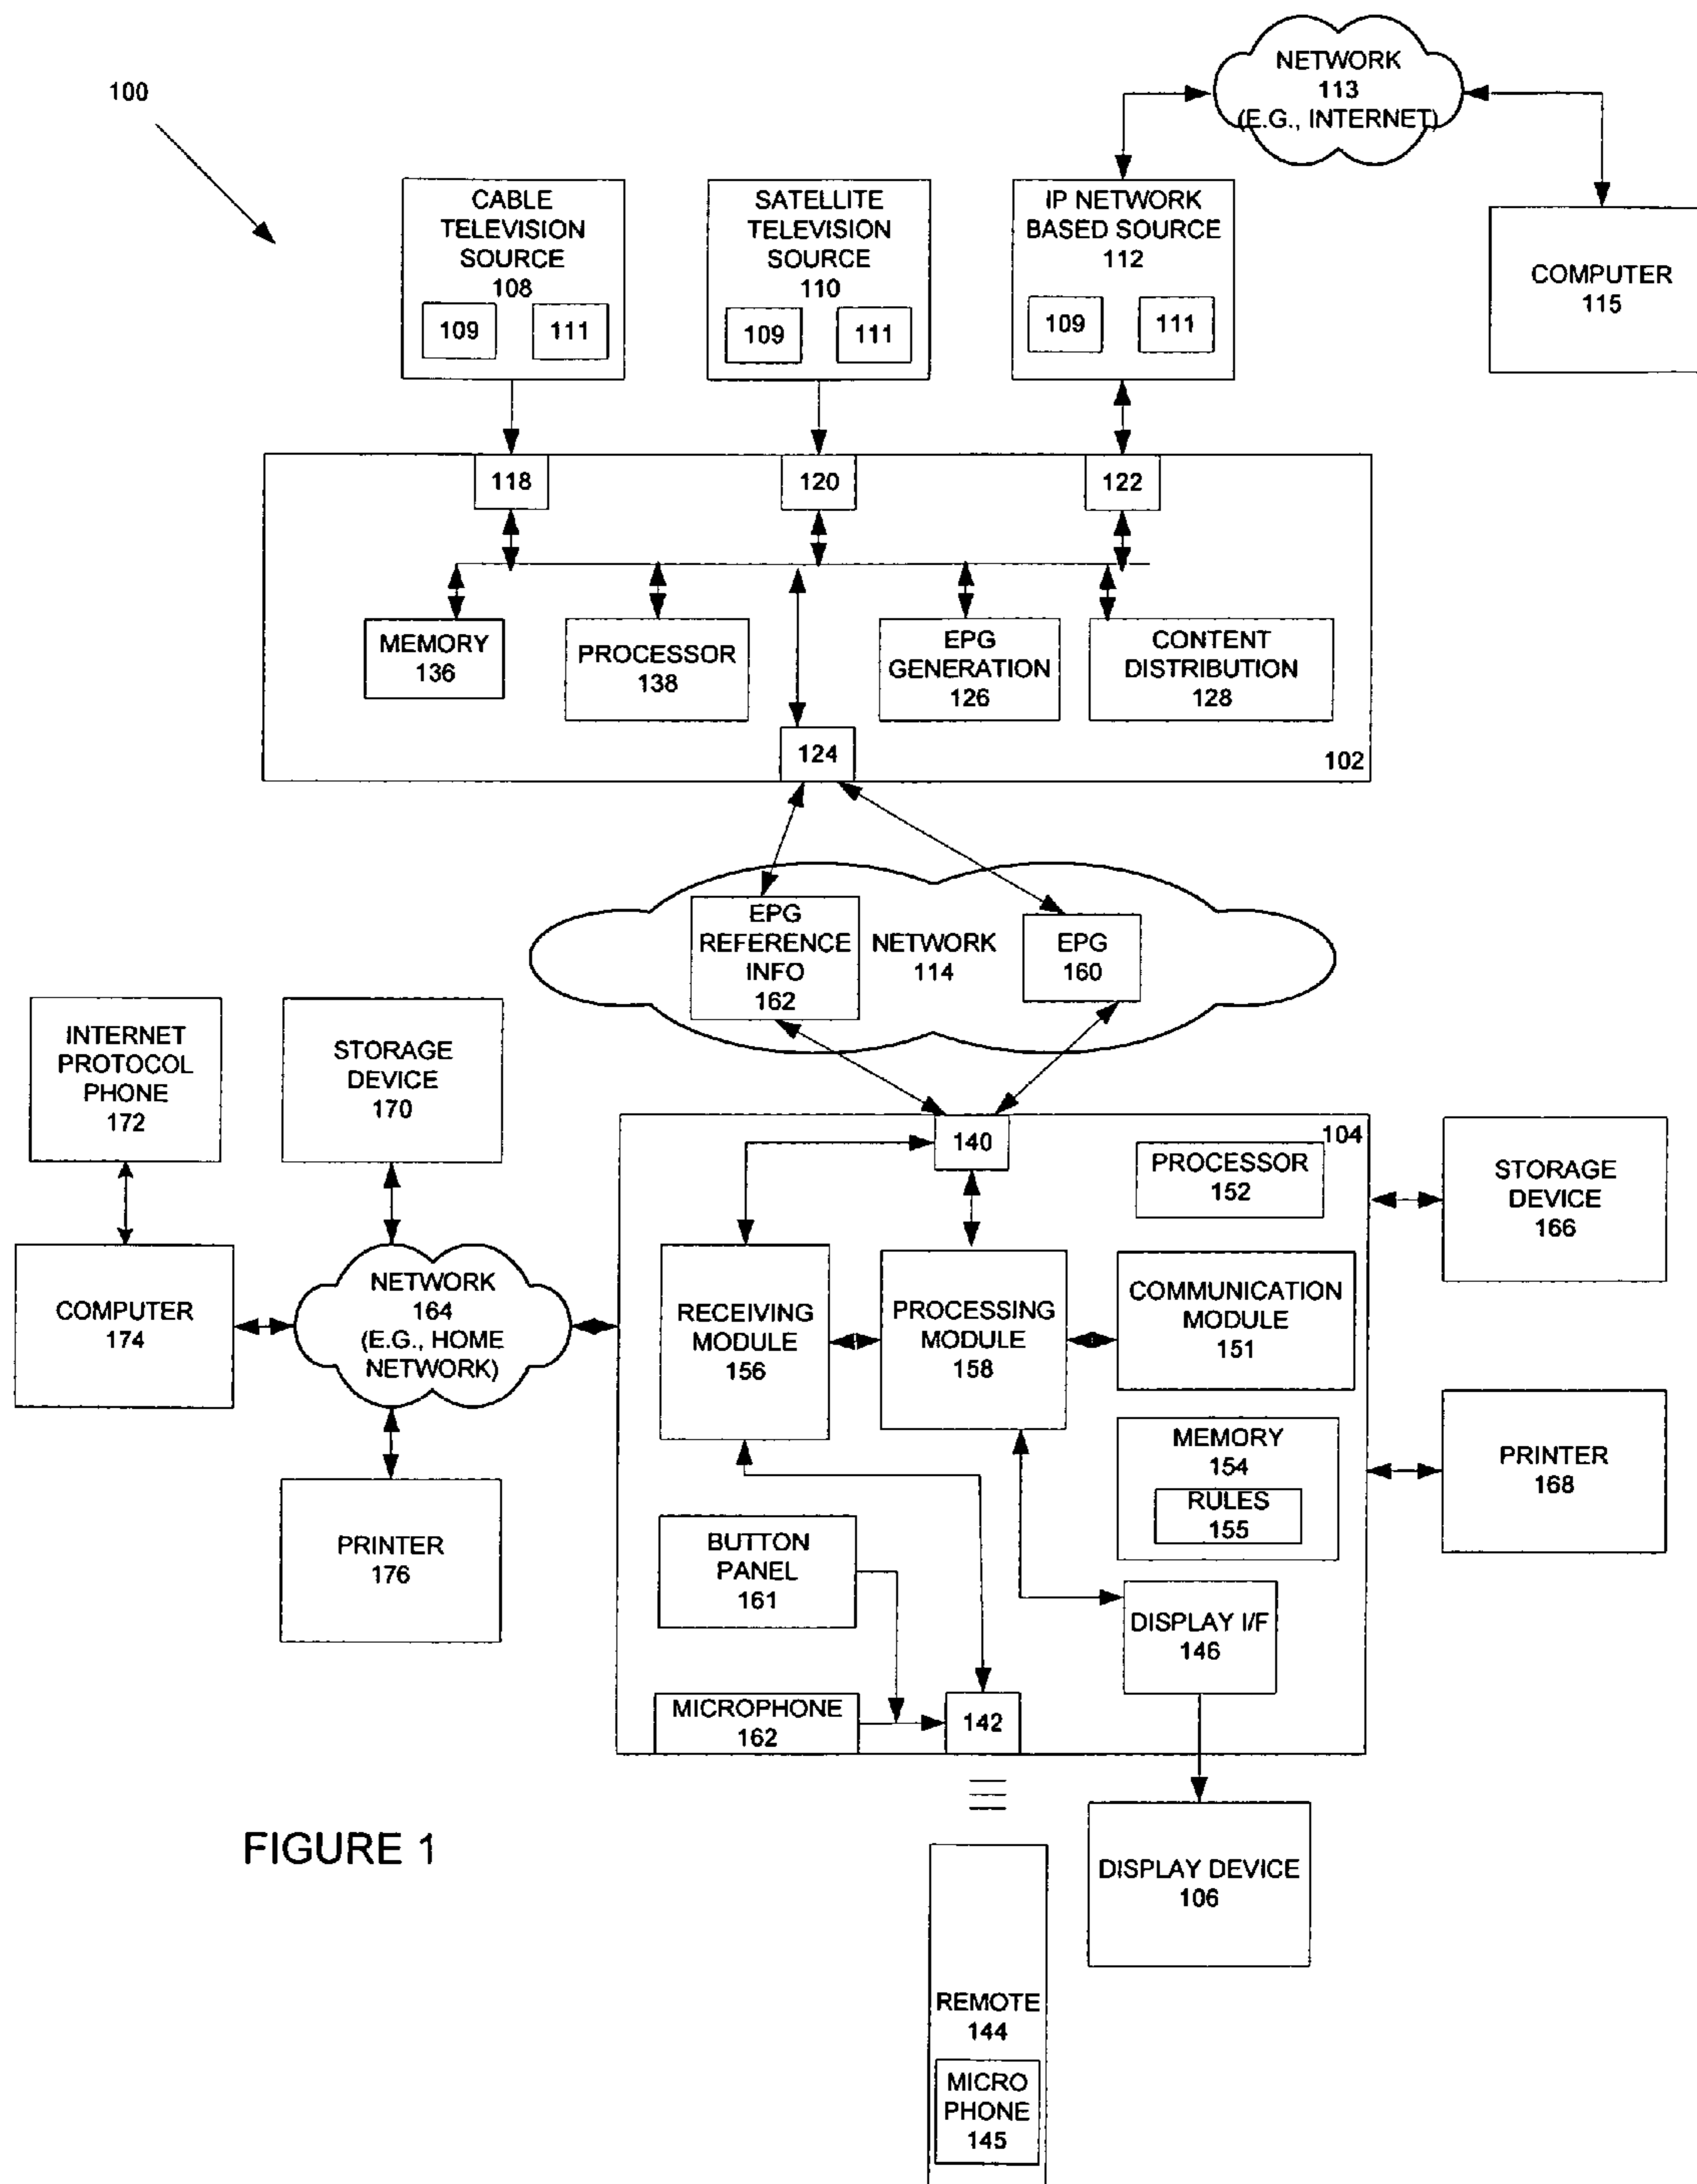 NETWORK
113
(E.G., INTERNET)
100
CABLE
TELEVISION
SOURCE
108
109
111
SATELLITE
TELEVISION
SOURCE
110
109
111
IP NETWORK
BASED SOURCE
112
109
111
COMPUTER
115
118
120
122
MEMORY
136
PROCESSOR
138
EPG
GENERATION
126
CONTENT
DISTRIBUTION
128
124
102
EPG
REFERENCE
INFO
162
NETWORK
114
EPG
160
INTERNET
PROTOCOL
PHONE
172
STORAGE
DEVICE
170
140
104
PROCESSOR
152
STORAGE
DEVICE
166
COMPUTER
174
NETWORK
164
(E.G., HOME
NETWORK)
RECEIVING
MODULE
156
PROCESSING
MODULE
158
COMMUNICATION
MODULE
151
MEMORY
154
RULES
155
PRINTER
168
PRINTER
176
BUTTON
PANEL
161
DISPLAY I/F
146
MICROPHONE
162
142
FIGURE 1
DISPLAY DEVICE
106
REMOTE
144
MICRO
PHONE
145